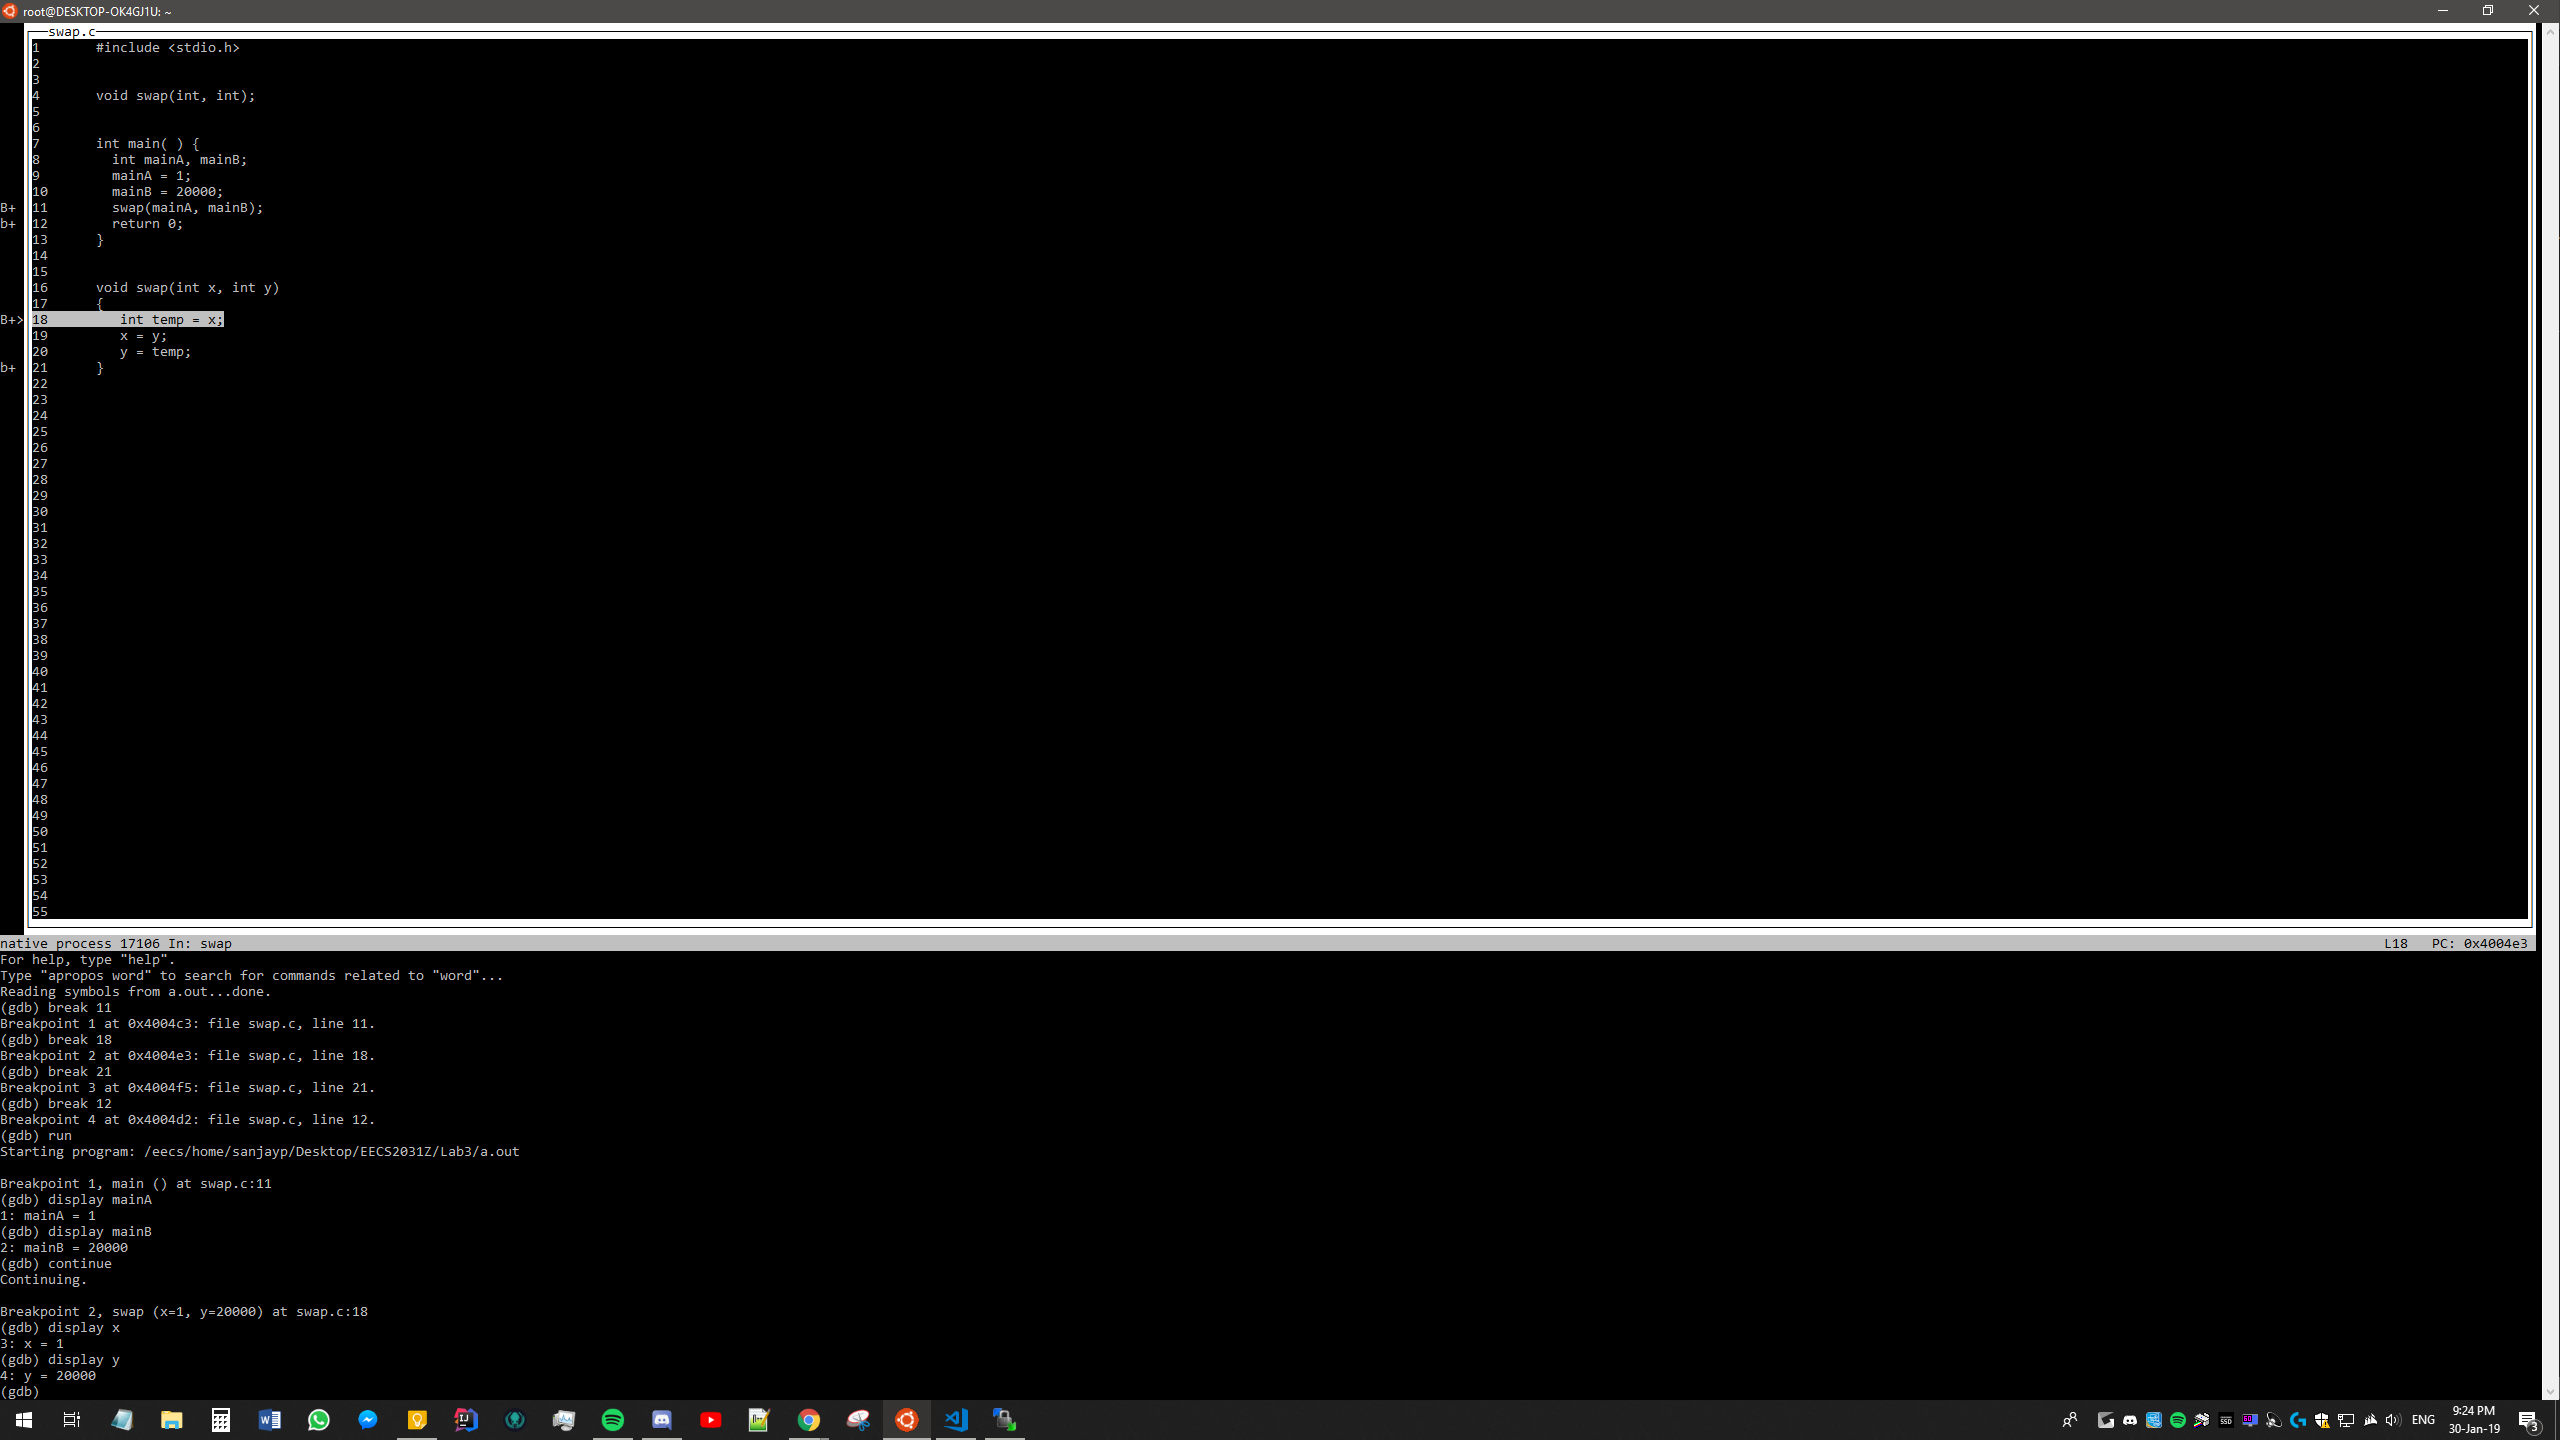 root@DESKTOP-OK4GJ1U: ~
swap.c
1 #include <stdio.h>
2
3
4 void swap(int, int);
5
6
7 int main( ) {
8 int mainA, mainB;
9 mainA = 1;
10 mainB = 20000;
B+ 11 swap(mainA, mainB);
b+ 12 return 0;
13 }
14
15
16 void swap(int x, int y)
17 {
B+> 18 int temp = x;
19 x = y;
20 y = temp;
b+ 21 }
22
23
24
25
26
27
28
29
30
31
32
33
34
35
36
37
38
39
40
41
42
43
44
45
46
47
48
49
50
51
52
53
54
55
native process 17106 In: swap L18 PC: 0x4004e3
For help, type "help".
Type "apropos word" to search for commands related to "word"...
Reading symbols from a.out...done.
(gdb) break 11
Breakpoint 1 at 0x4004c3: file swap.c, line 11.
(gdb) break 18
Breakpoint 2 at 0x4004e3: file swap.c, line 18.
(gdb) break 21
Breakpoint 3 at 0x4004f5: file swap.c, line 21.
(gdb) break 12
Breakpoint 4 at 0x4004d2: file swap.c, line 12.
(gdb) run
Starting program: /eecs/home/sanjayp/Desktop/EECS2031Z/Lab3/a.out
Breakpoint 1, main () at swap.c:11
(gdb) display mainA
1: mainA = 1
(gdb) display mainB
2: mainB = 20000
(gdb) continue
Continuing.
Breakpoint 2, swap (x=1, y=20000) at swap.c:18
(gdb) display x
3: x = 1
(gdb) display y
4: y = 20000
(gdb)
ENG
9:24 PM
30-Jan-19
3